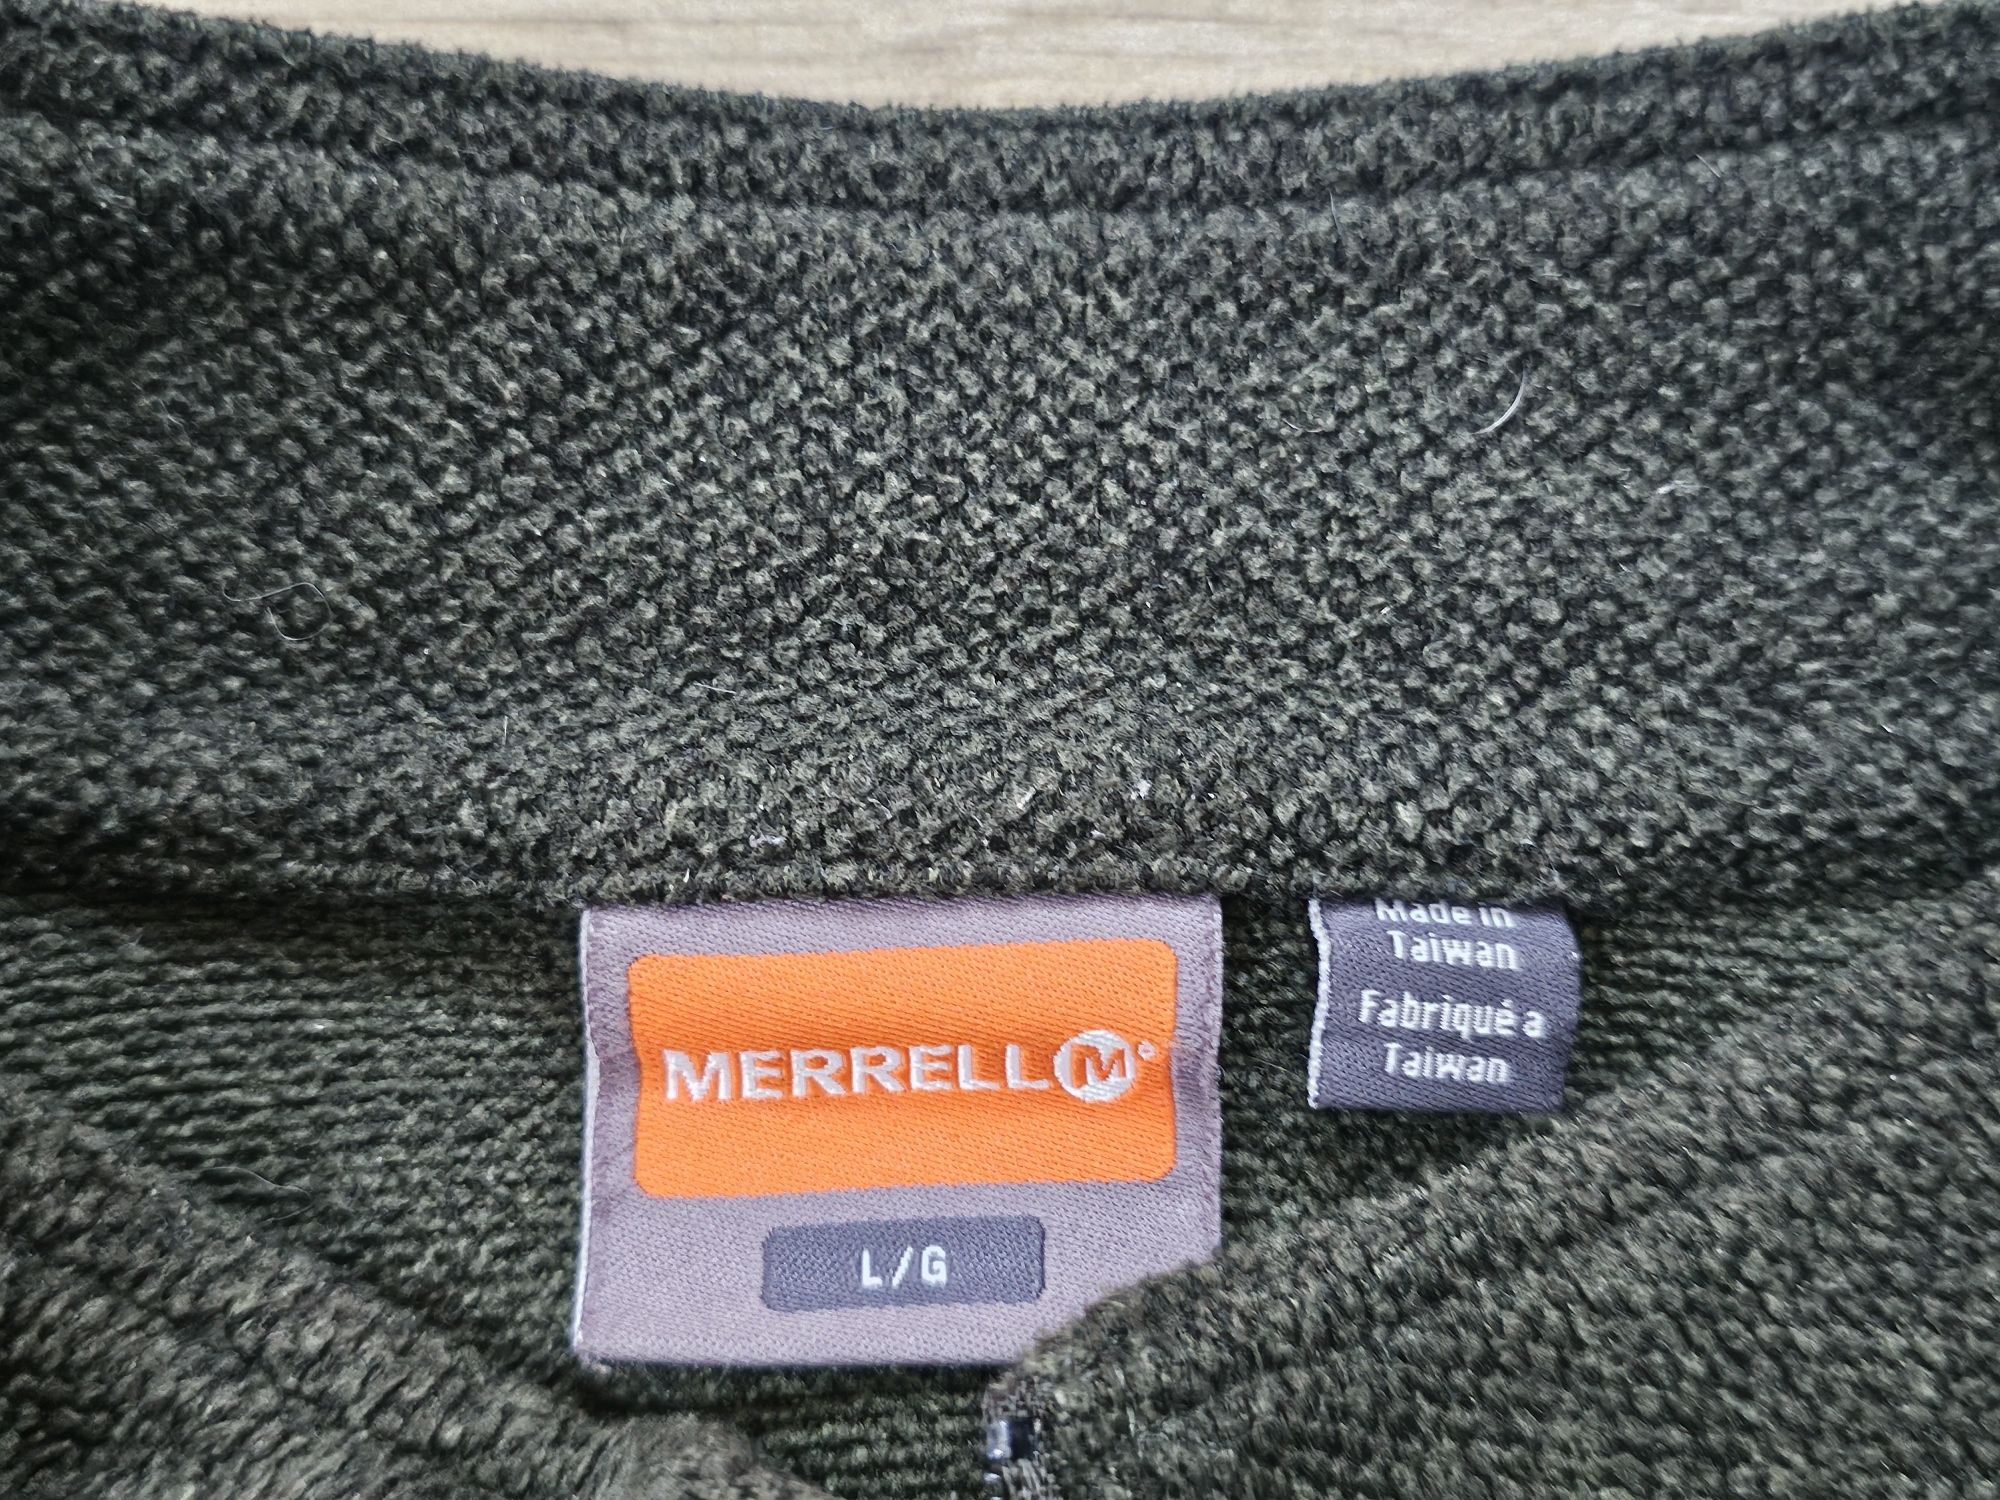 MERRELL M
L/G
Made in
Taiwan
Fabriqué a
Taiwan